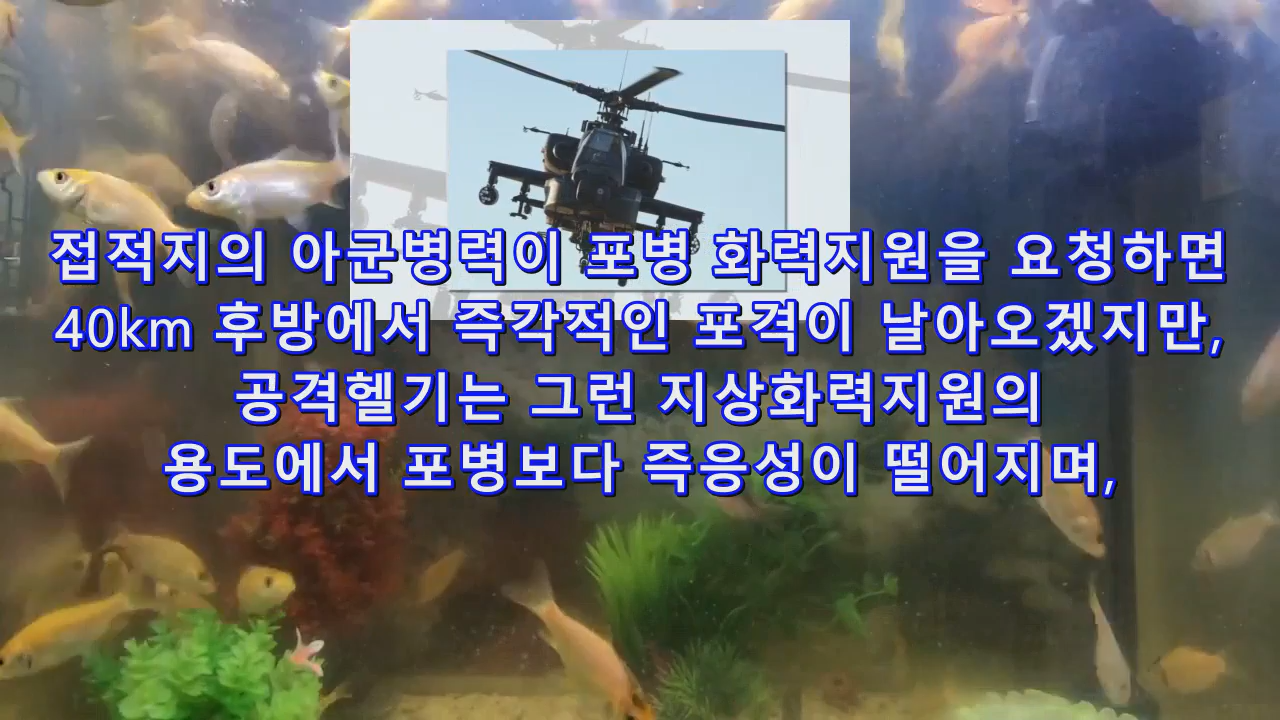 접적지의 아군병력이 포병 화력지원을 요청하면
40km 후방에서 즉각적인 포격이 날아오겠지만,
공격헬기는 그런 지상화력지원의
용도에서 포병보다 즉응성이 떨어지며,